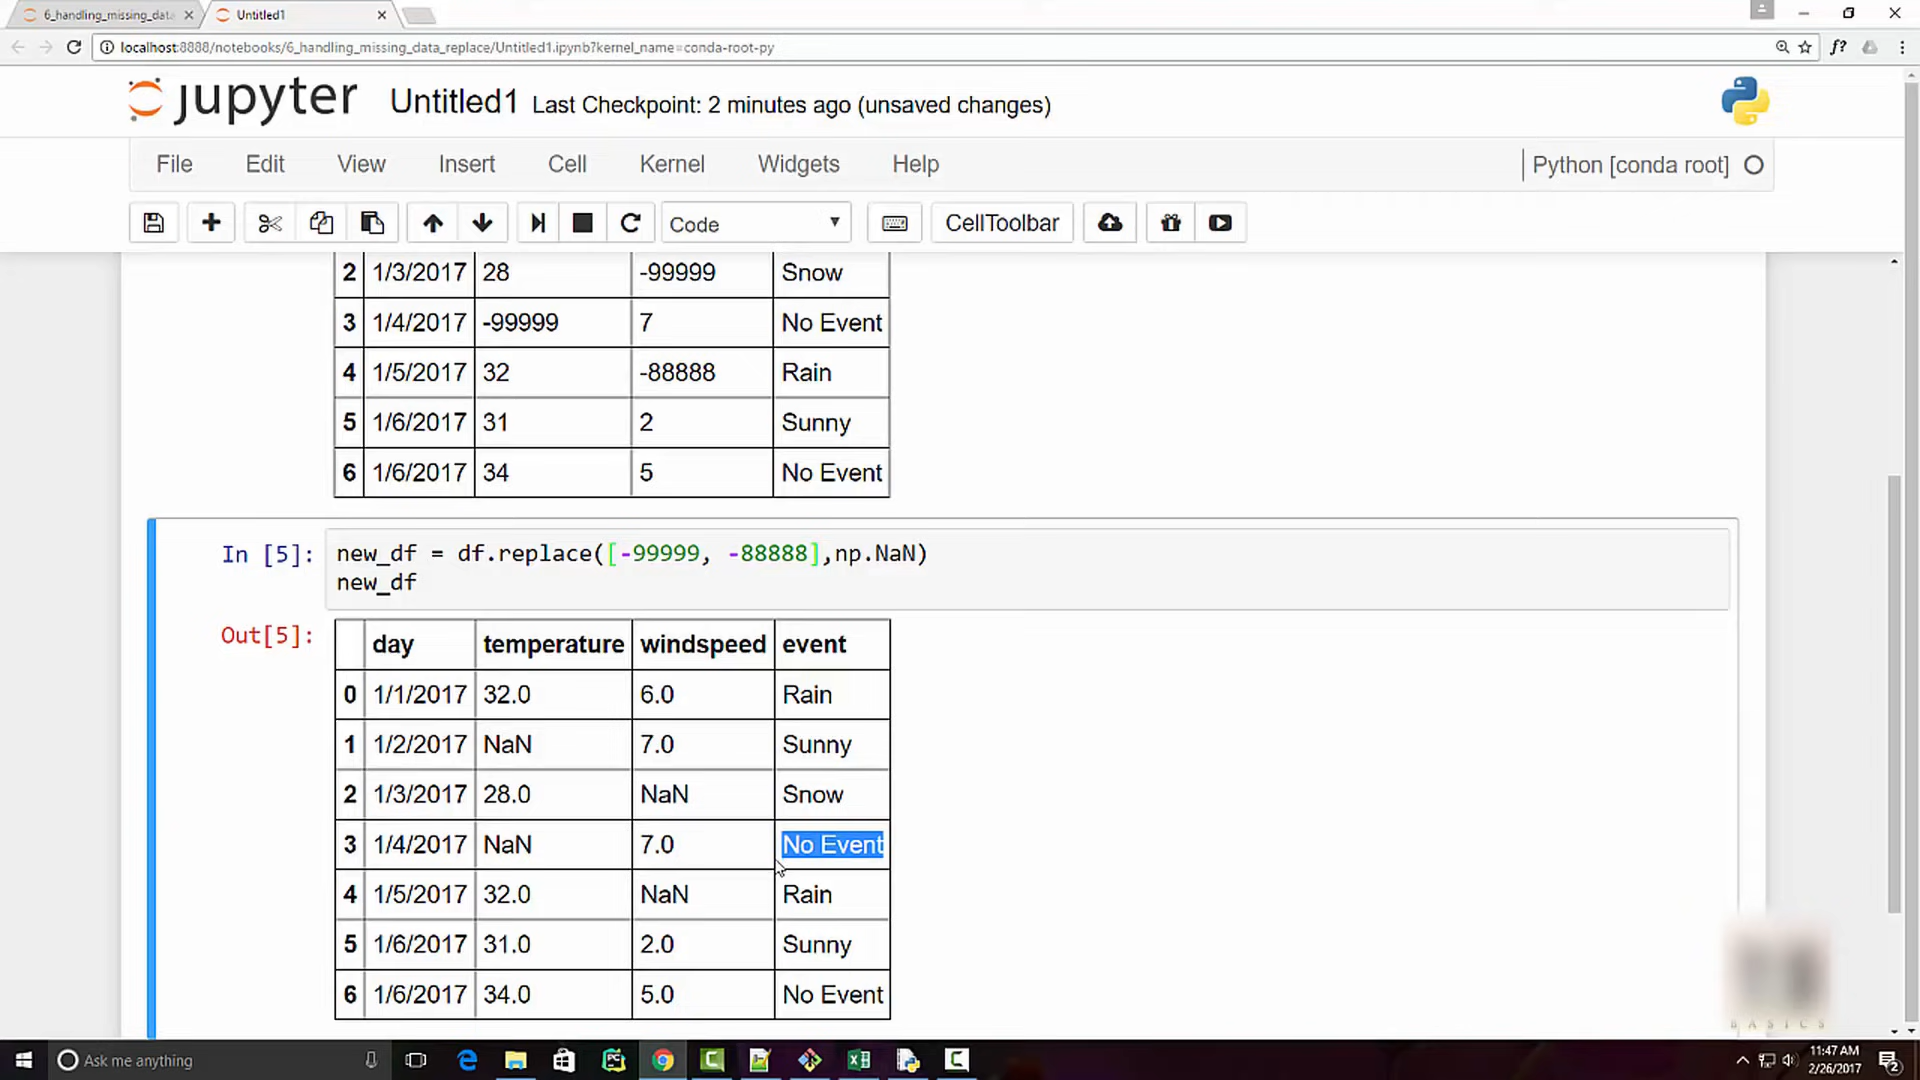 6_handling_missing_data
Untitled1
localhost:8888/notebooks/6_handling_missing_data_replace/Untitled1.ipynb?kernel_name=conda-root-py
f?
jupyter Untitled1 Last Checkpoint: 2 minutes ago (unsaved changes)
File Edit View Insert Cell Kernel Widgets Help Python [conda root]
Code CellToolbar
2 1/3/2017 28 -99999 Snow
3 1/4/2017 -99999 7 No Event
4 1/5/2017 32 -88888 Rain
5 1/6/2017 31 2 Sunny
6 1/6/2017 34 5 No Event
In [5]: new_df = df.replace([-99999, -88888],np.NaN)
new_df
Out[5]:
day temperature windspeed event
0 1/1/2017 32.0 6.0 Rain
1 1/2/2017 NaN 7.0 Sunny
2 1/3/2017 28.0 NaN Snow
3 1/4/2017 NaN 7.0 No Event
4 1/5/2017 32.0 NaN Rain
5 1/6/2017 31.0 2.0 Sunny
6 1/6/2017 34.0 5.0 No Event
BASICS
Ask me anything
11:47 AM
2/26/2017
2